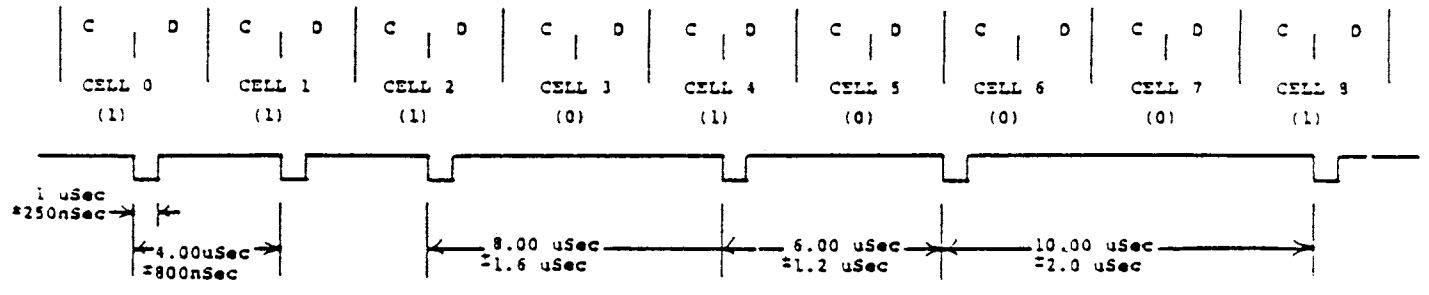 C D C D C D C D C D C D C D C D C D
CELL 0 CELL 1 CELL 2 CELL 3 CELL 4 CELL 5 CELL 6 CELL 7 CELL 8
(1) (1) (1) (0) (1) (0) (0) (0) (1)
1 uSec
±250nSec
4.00uSec
±800nSec
8.00 uSec
±1.6 uSec
6.00 uSec
±1.2 uSec
10.00 uSec
±2.0 uSec